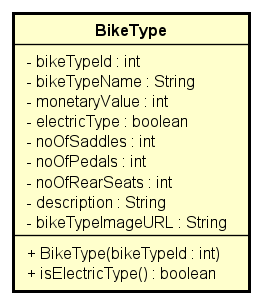 BikeType
- bikeTypeId : int
- bikeTypeName : String
- monetaryValue : int
- electricType : boolean
- noOfSaddles : int
- noOfPedals : int
- noOfRearSeats : int
- description : String
- bikeTypeImageURL : String
+ BikeType(bikeTypeId : int)
+ isElectricType() : boolean